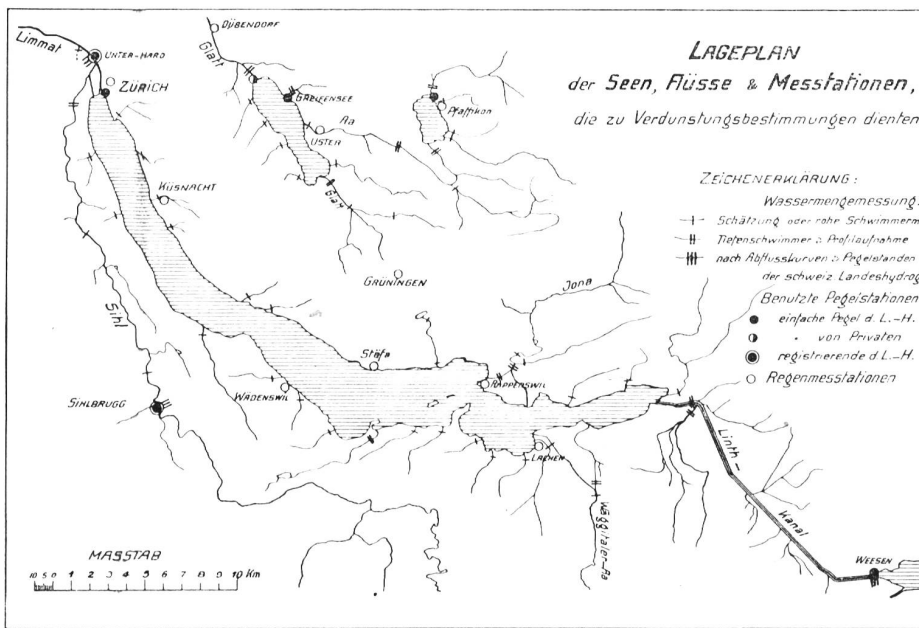 LAGEPLAN
der Seen, Flüsse & Messtationen,
die zu Verdunstungsbestimmungen dienten
ZEICHENERKLÄRUNG:
Wassermengemessung:
Schätzung oder rohe Schwimmerm
Tiefenschwimmer & Profilaufnahme
nach Abflusskurven & Pegelständen
der schweiz Landeshydrog
Benutzte Pegelstationen
einfache Pegel d. L.-H.
" von Privaten
registrierende d. L.-H.
Regenmesstationen
Limmat
UNTER-HARD
ZÜRICH
DÜBENDORF
Glatt
GREIFENSEE
USTER
Aa
Pfäffikon
KÜSNACHT
GRÜNINGEN
Jona
Sihl
Stäfa
RAPPERSWIL
WÄDENSWIL
SIHLBRUGG
LACHEN
Linth-
Kanal
Wäggitaler-Aa
WEESEN
MASSTAB
10 5 0 1 2 3 4 5 6 7 8 9 10 Km